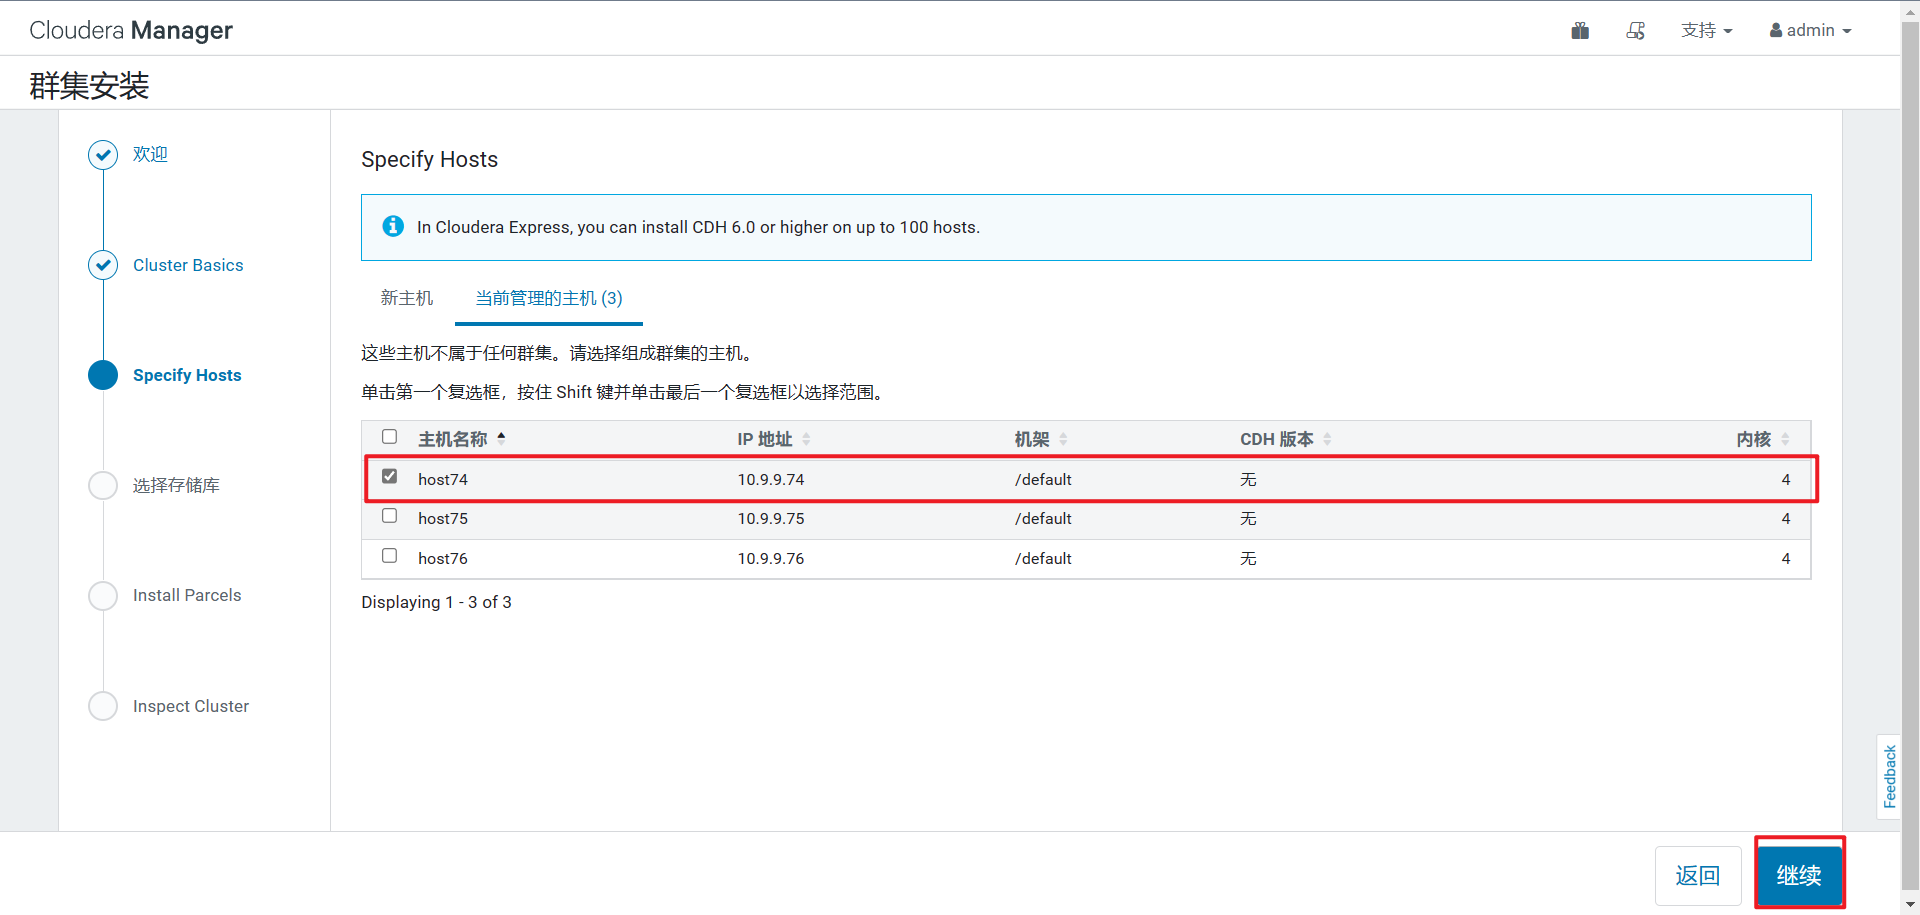 Cloudera Manager
支持
admin
群集安装
欢迎
Cluster Basics
Specify Hosts
选择存储库
Install Parcels
Inspect Cluster
Specify Hosts
In Cloudera Express, you can install CDH 6.0 or higher on up to 100 hosts.
新主机 当前管理的主机 (3)
这些主机不属于任何群集。请选择组成群集的主机。
单击第一个复选框，按住 Shift 键并单击最后一个复选框以选择范围。
主机名称 IP 地址 机架 CDH 版本 内核
host74 10.9.9.74 /default 无 4
host75 10.9.9.75 /default 无 4
host76 10.9.9.76 /default 无 4
Displaying 1 - 3 of 3
Feedback
返回 继续